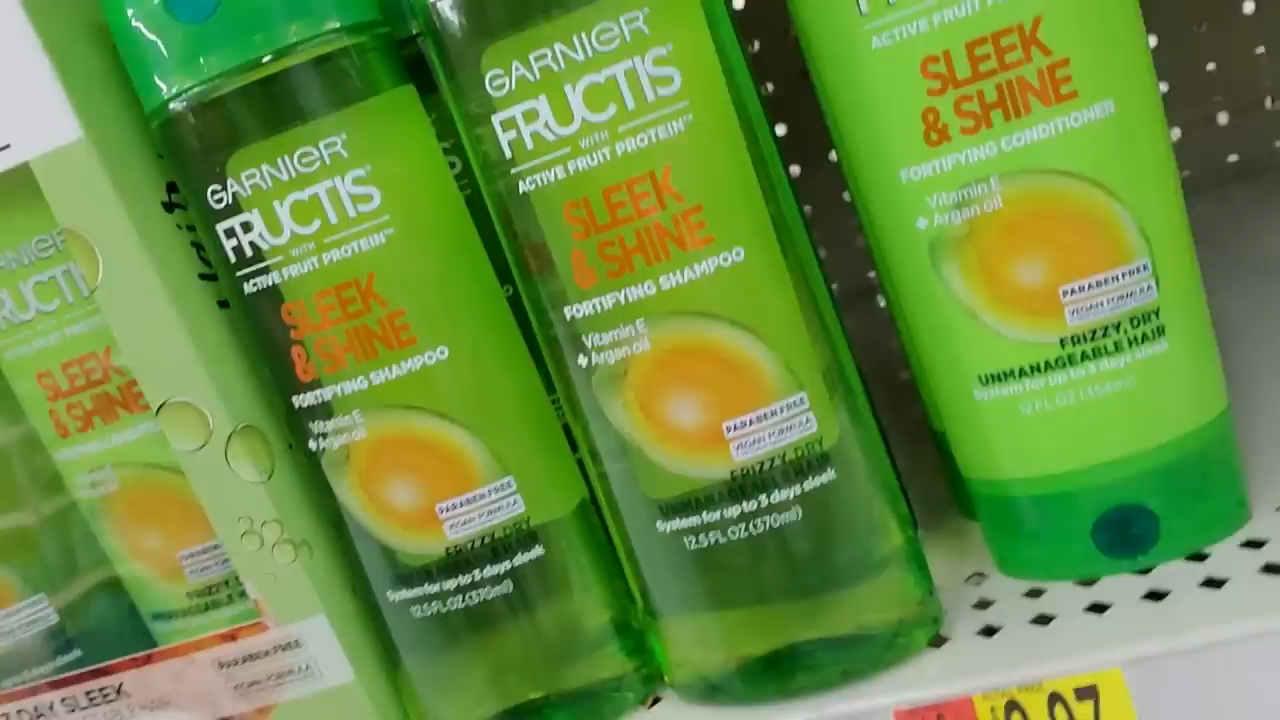 GARNIER
FRUCTIS
WITH
ACTIVE FRUIT PROTEIN™
SLEEK
& SHINE
FORTIFYING SHAMPOO
Vitamin E
+ Argan oil
PARABEN FREE
VEGAN FORMULA
FRIZZY, DRY
System for up to 3 days sleek
12.5 FL OZ (370ml)
GARNIER
FRUCTIS
WITH
ACTIVE FRUIT PROTEIN™
SLEEK
& SHINE
FORTIFYING SHAMPOO
Vitamin E
+ Argan oil
PARABEN FREE
VEGAN FORMULA
FRIZZY, DRY
UNMANAGEABLE HAIR
System for up to 3 days sleek
12.5 FL OZ (370ml)
ACTIVE FRUIT
SLEEK
& SHINE
FORTIFYING CONDITIONER
Vitamin E
+ Argan oil
PARABEN FREE
VEGAN FORMULA
FRIZZY, DRY
UNMANAGEABLE HAIR
System for up to 3 days sleek
12 FL OZ (354ml)
SLEEK
& SHINE
PARABEN FREE
VEGAN FORMULA
DAY SLEEK